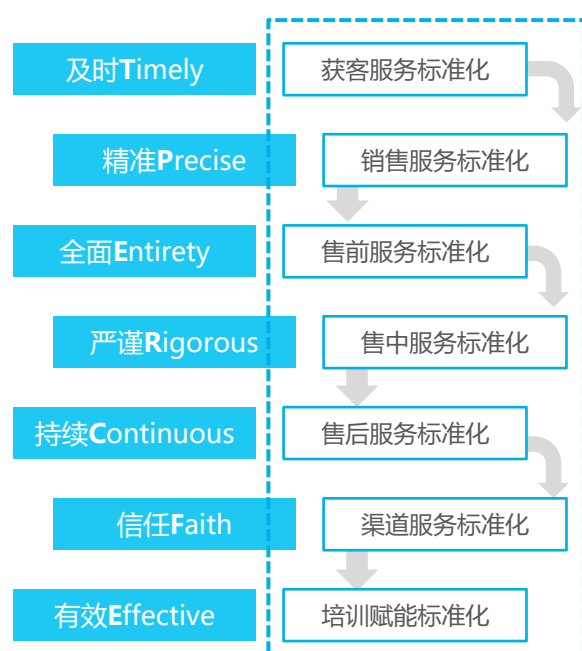 及时Timely
获客服务标准化
精准Precise
销售服务标准化
全面Entirety
售前服务标准化
严谨Rigorous
售中服务标准化
持续Continuous
售后服务标准化
信任Faith
渠道服务标准化
有效Effective
培训赋能标准化